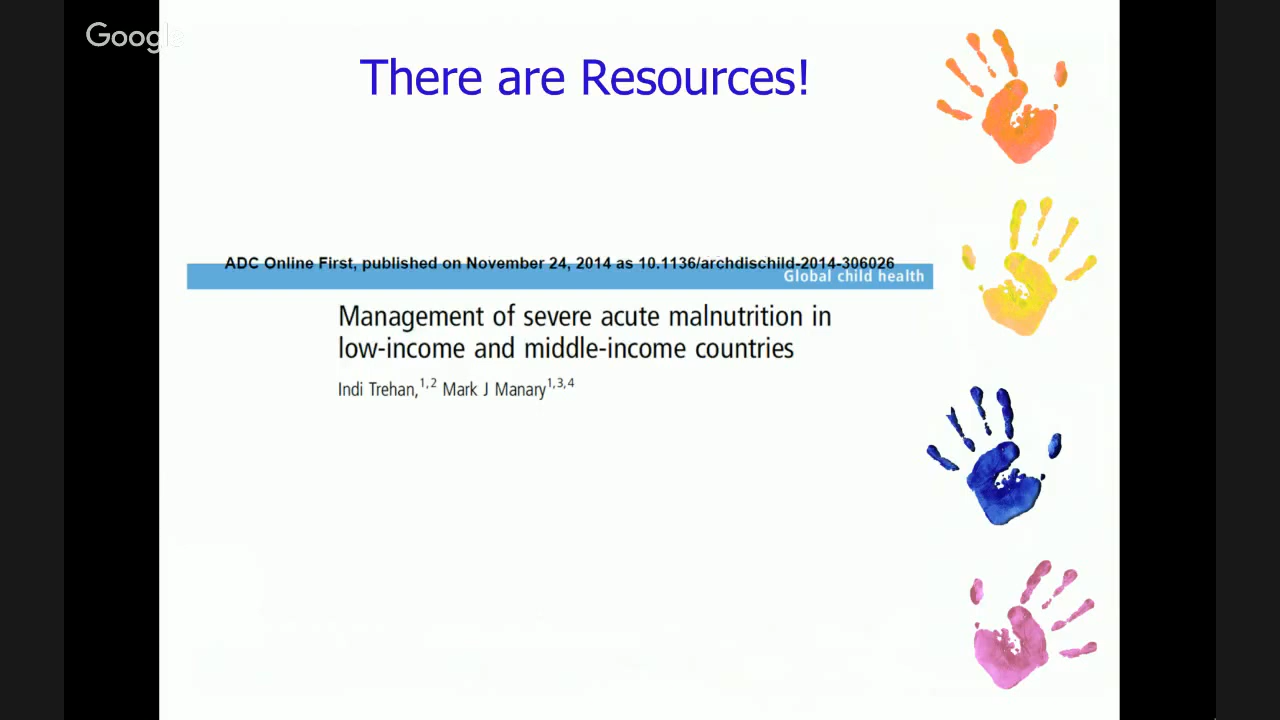 Google
There are Resources!
ADC Online First, published on November 24, 2014 as 10.1136/archdischild-2014-306026
Global child health
Management of severe acute malnutrition in
low-income and middle-income countries
Indi Trehan,1,2 Mark J Manary1,3,4